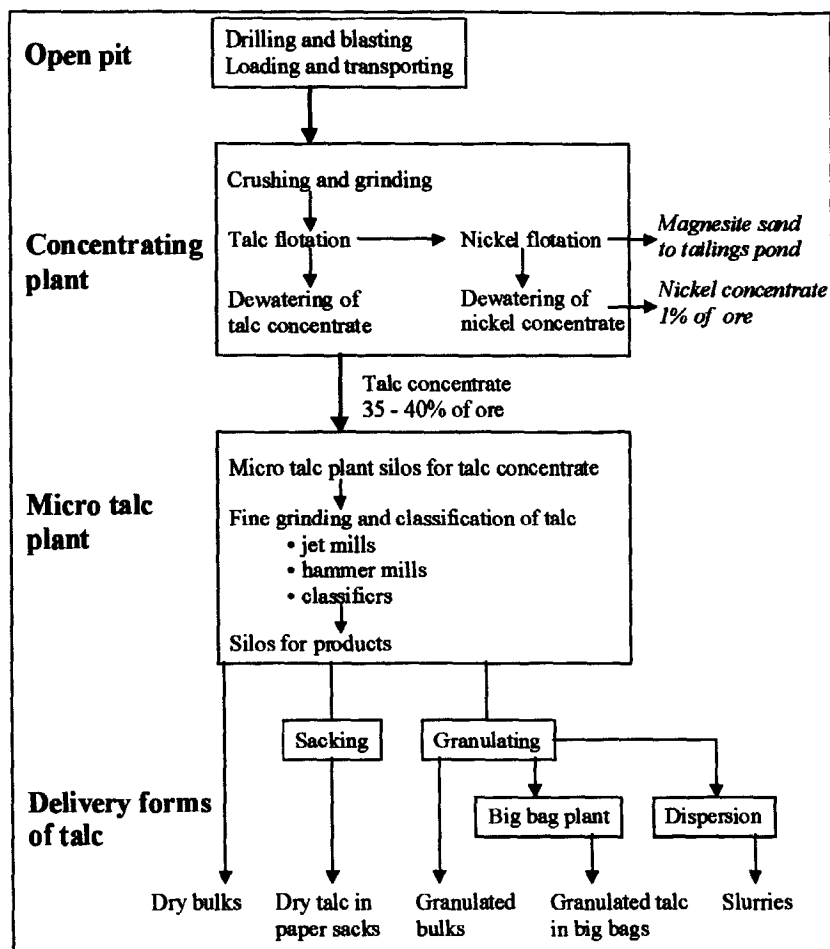 Open pit
Drilling and blasting
Loading and transporting
Concentrating
plant
Crushing and grinding
Talc flotation
Nickel flotation
Magnesite sand
to tailings pond
Dewatering of
talc concentrate
Dewatering of
nickel concentrate
Nickel concentrate
1% of ore
Talc concentrate
35 - 40% of ore
Micro talc
plant
Micro talc plant silos for talc concentrate
Fine grinding and classification of talc
• jet mills
• hammer mills
• classifiers
Silos for products
Delivery forms
of talc
Sacking
Granulating
Big bag plant
Dispersion
Dry bulks
Dry talc in
paper sacks
Granulated
bulks
Granulated talc
in big bags
Slurries